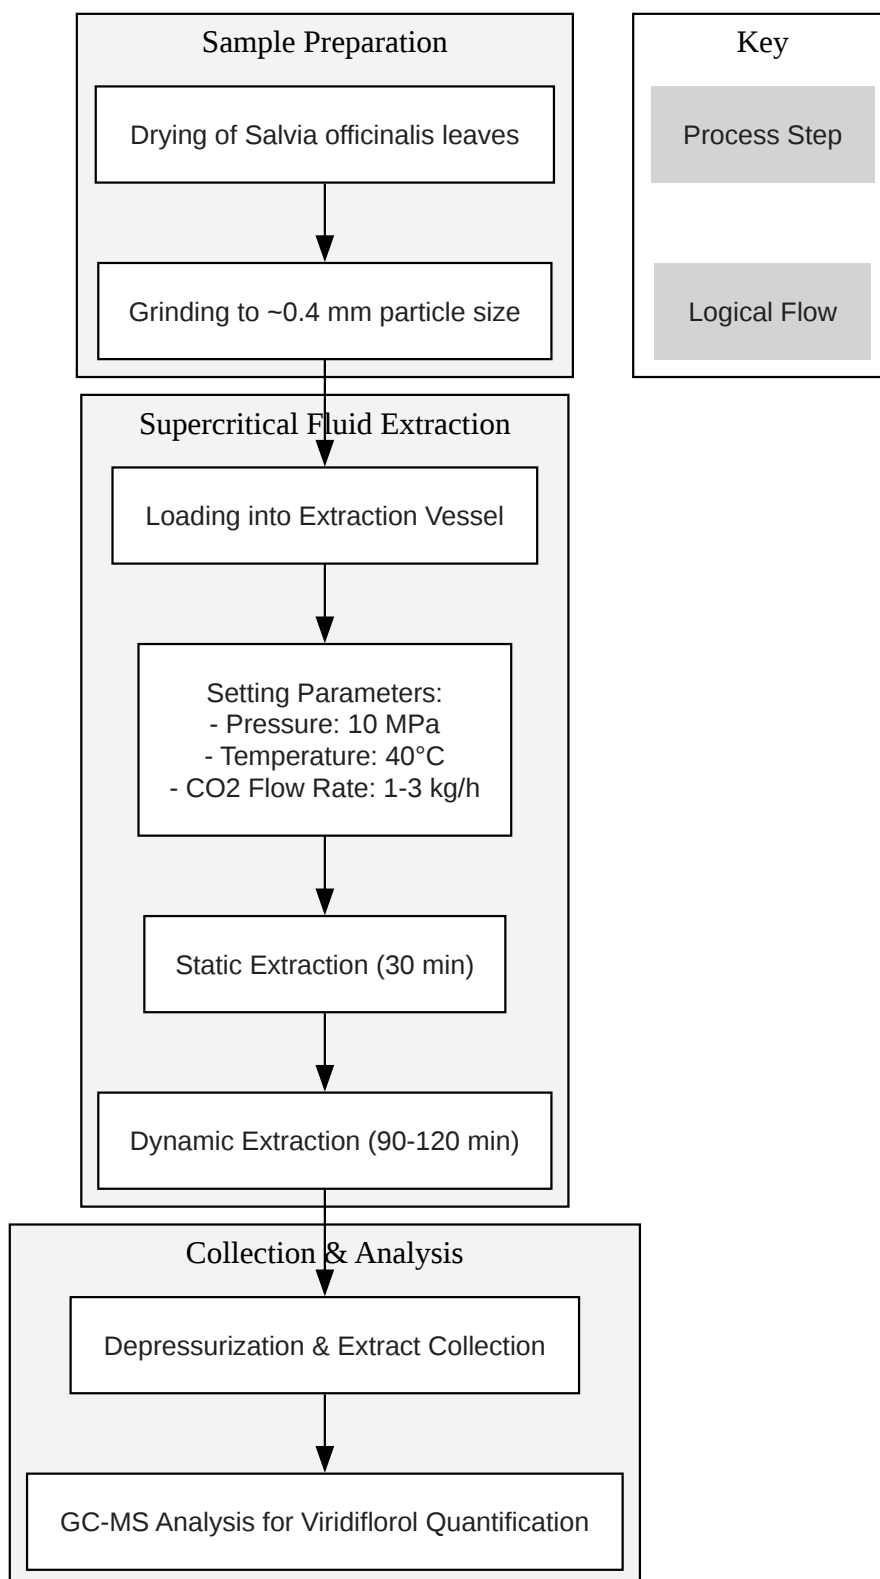 Sample Preparation
Drying of Salvia officinalis leaves
Grinding to ~0.4 mm particle size
Key
Process Step
Logical Flow
Supercritical Fluid Extraction
Loading into Extraction Vessel
Setting Parameters:
- Pressure: 10 MPa
- Temperature: 40°C
- CO2 Flow Rate: 1-3 kg/h
Static Extraction (30 min)
Dynamic Extraction (90-120 min)
Collection & Analysis
Depressurization & Extract Collection
GC-MS Analysis for Viridiflorol Quantification